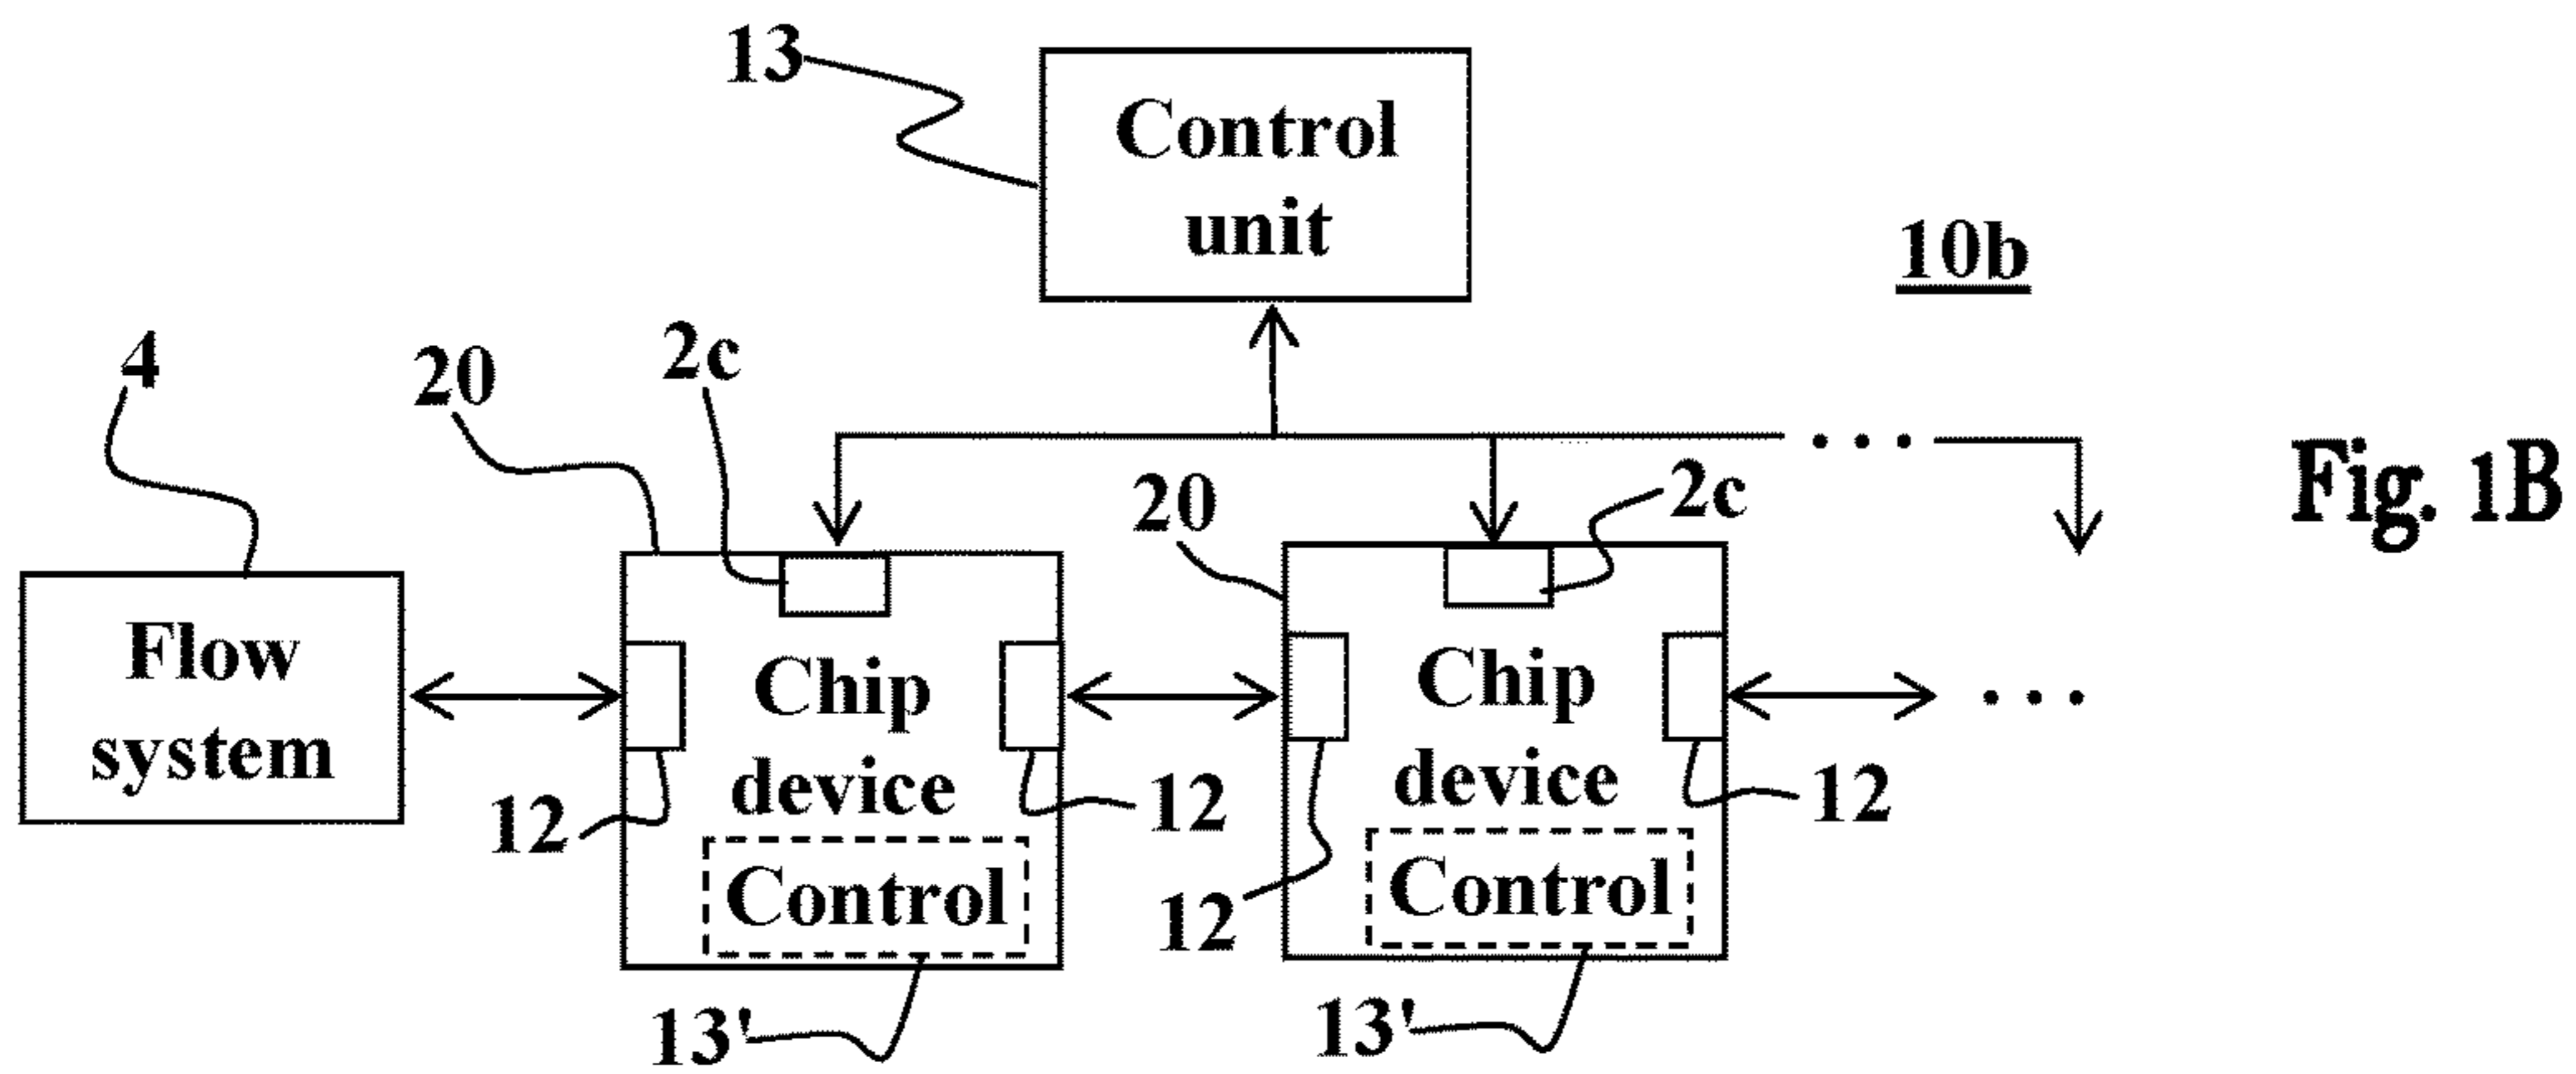 13
Control
unit
10b
4
20
2c
. . .
Fig. 1B
20
2c
Flow
system
Chip
device
Chip
device
. . .
12
12
12
12
Control
Control
13'
13'